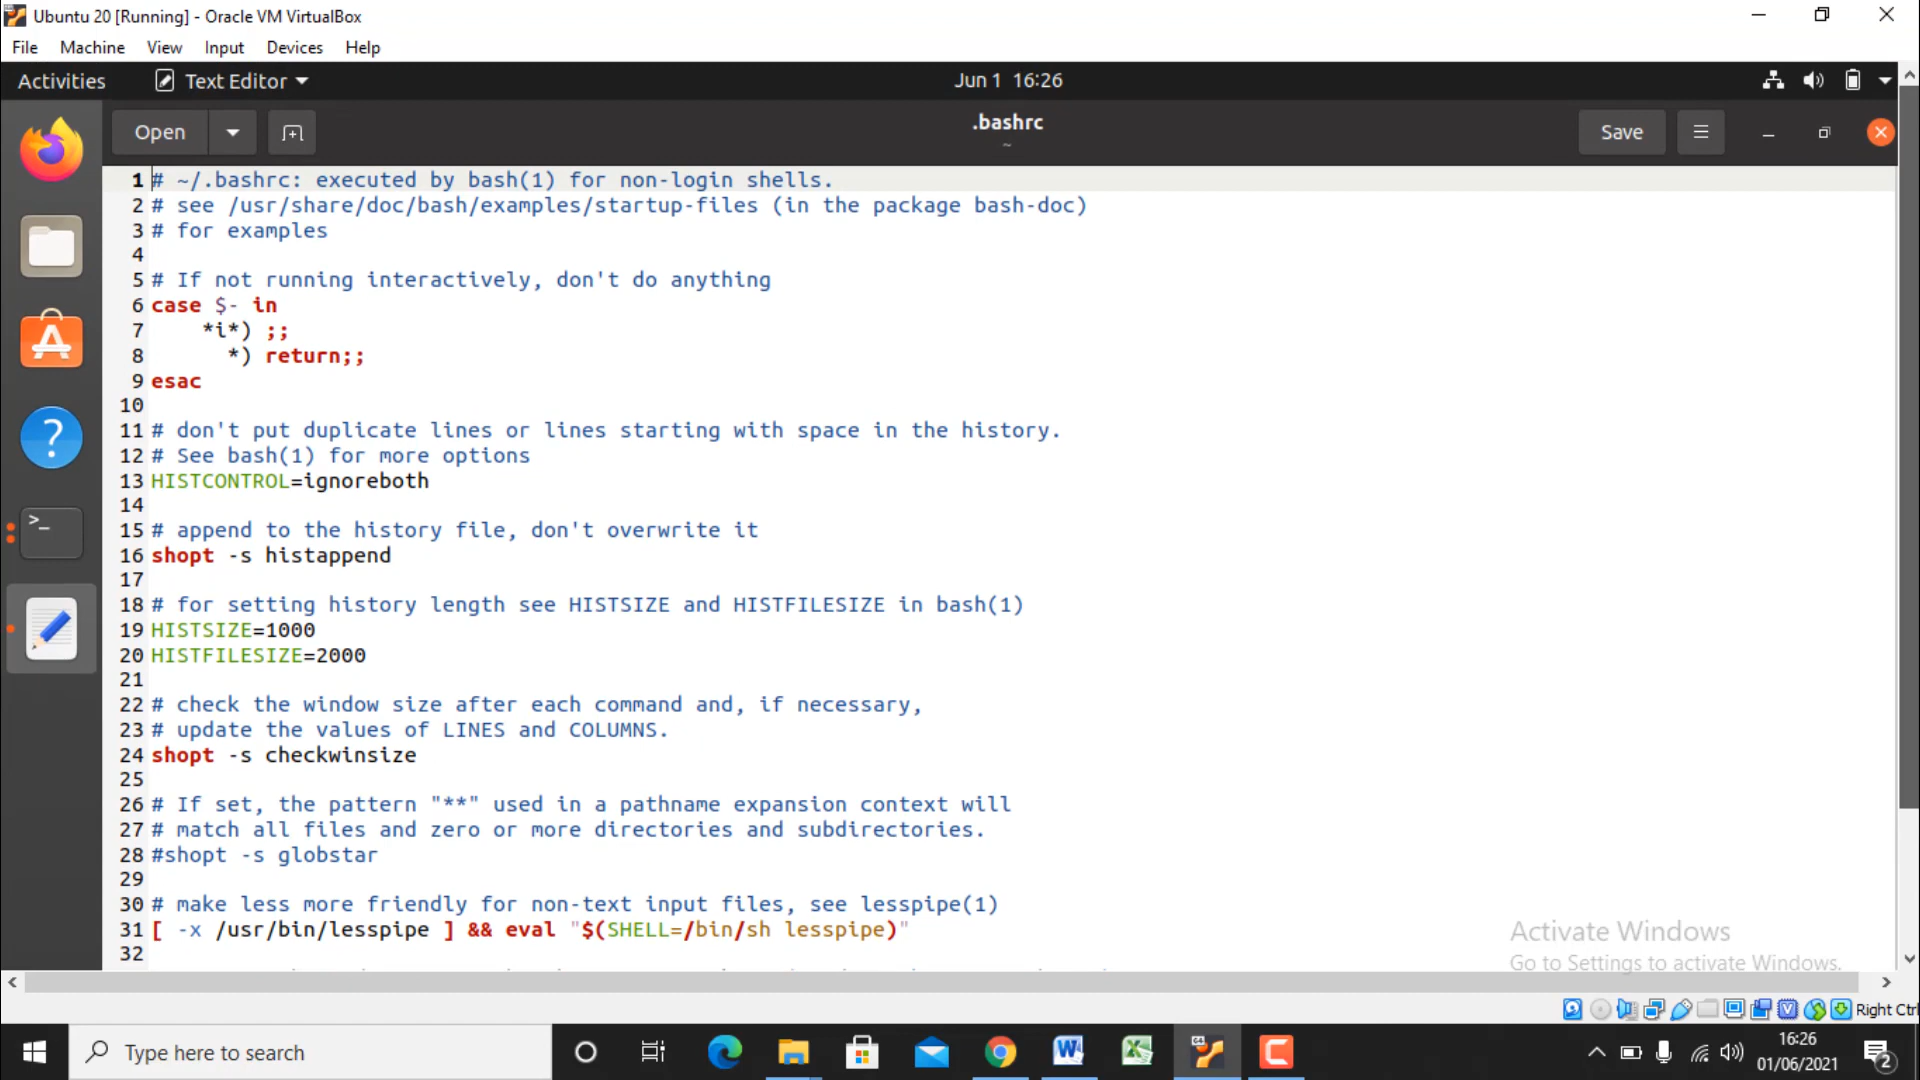 Ubuntu 20 [Running] - Oracle VM VirtualBox
File Machine View Input Devices Help
Activities Text Editor Jun 1 16:26
Open .bashrc Save
~
1 # ~/.bashrc: executed by bash(1) for non-login shells.
2 # see /usr/share/doc/bash/examples/startup-files (in the package bash-doc)
3 # for examples
4
5 # If not running interactively, don't do anything
6 case $- in
7     *i*) ;;
8       *) return;;
9 esac
10
11 # don't put duplicate lines or lines starting with space in the history.
12 # See bash(1) for more options
13 HISTCONTROL=ignoreboth
14
15 # append to the history file, don't overwrite it
16 shopt -s histappend
17
18 # for setting history length see HISTSIZE and HISTFILESIZE in bash(1)
19 HISTSIZE=1000
20 HISTFILESIZE=2000
21
22 # check the window size after each command and, if necessary,
23 # update the values of LINES and COLUMNS.
24 shopt -s checkwinsize
25
26 # If set, the pattern "**" used in a pathname expansion context will
27 # match all files and zero or more directories and subdirectories.
28 #shopt -s globstar
29
30 # make less more friendly for non-text input files, see lesspipe(1)
31 [ -x /usr/bin/lesspipe ] && eval "$(SHELL=/bin/sh lesspipe)"
32
Activate Windows
Go to Settings to activate Windows.
Right Ctrl
Type here to search
16:26
01/06/2021
2